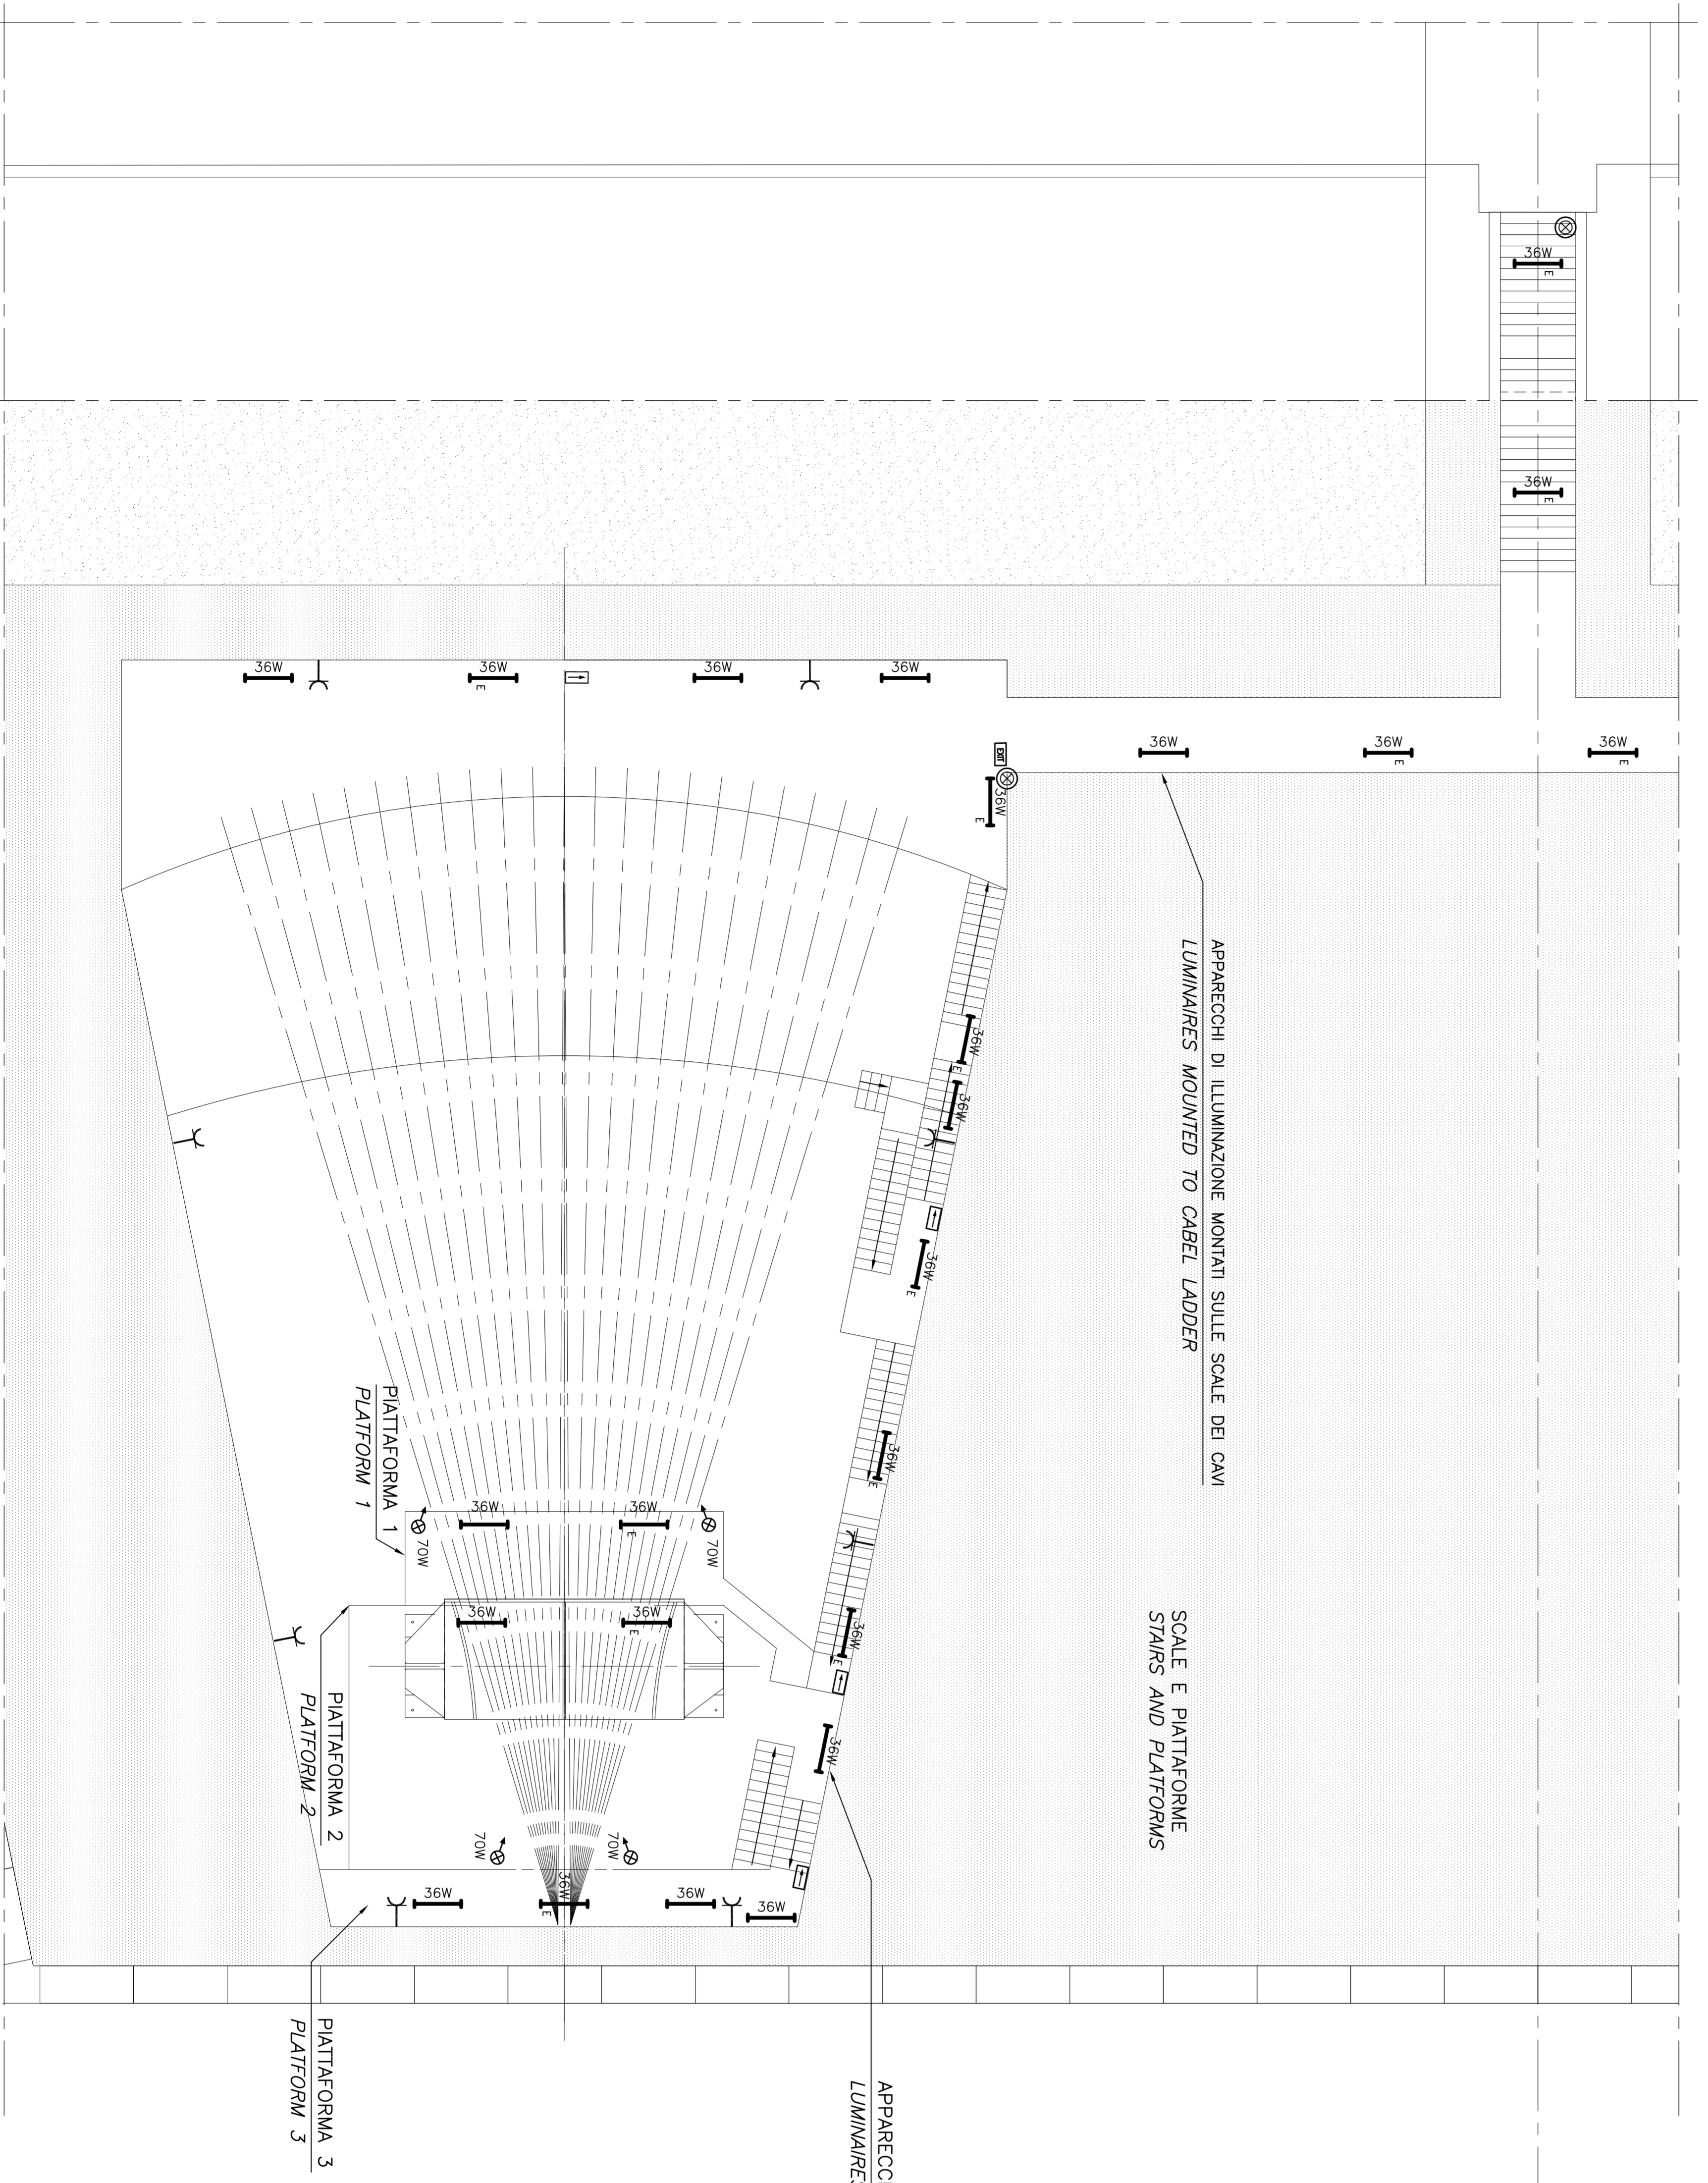 36W
E
36W
E
36W
36W
E
36W
36W
36W
36W
E
36W
E
EXIT
36W
E
APPARECCHI DI ILLUMINAZIONE MONTATI SULLE SCALE DEI CAVI
LUMINAIRES MOUNTED TO CABEL LADDER
36W
E
36W
36W
E
36W
E
PIATTAFORMA 1
PLATFORM 1
36W
36W
E
70W
70W
36W
36W
E
36W
E
SCALE E PIATTAFORME
STAIRS AND PLATFORMS
PIATTAFORMA 2
PLATFORM 2
36W
70W
70W
36W
36W
E
36W
36W
PIATTAFORMA 3
PLATFORM 3
APPARECC
LUMINAIRES